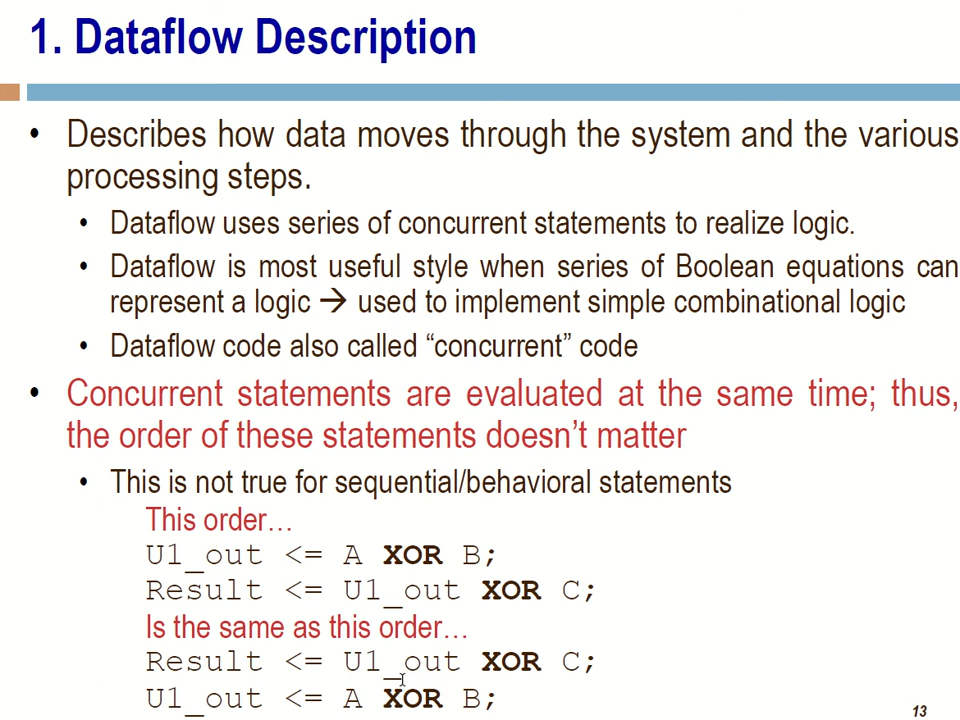 1. Dataflow Description
• Describes how data moves through the system and the various
processing steps.
• Dataflow uses series of concurrent statements to realize logic.
• Dataflow is most useful style when series of Boolean equations can
represent a logic → used to implement simple combinational logic
• Dataflow code also called “concurrent” code
• Concurrent statements are evaluated at the same time; thus,
the order of these statements doesn’t matter
• This is not true for sequential/behavioral statements
This order…
U1_out <= A XOR B;
Result <= U1_out XOR C;
Is the same as this order…
Result <= U1_out XOR C;
U1_out <= A XOR B;
13